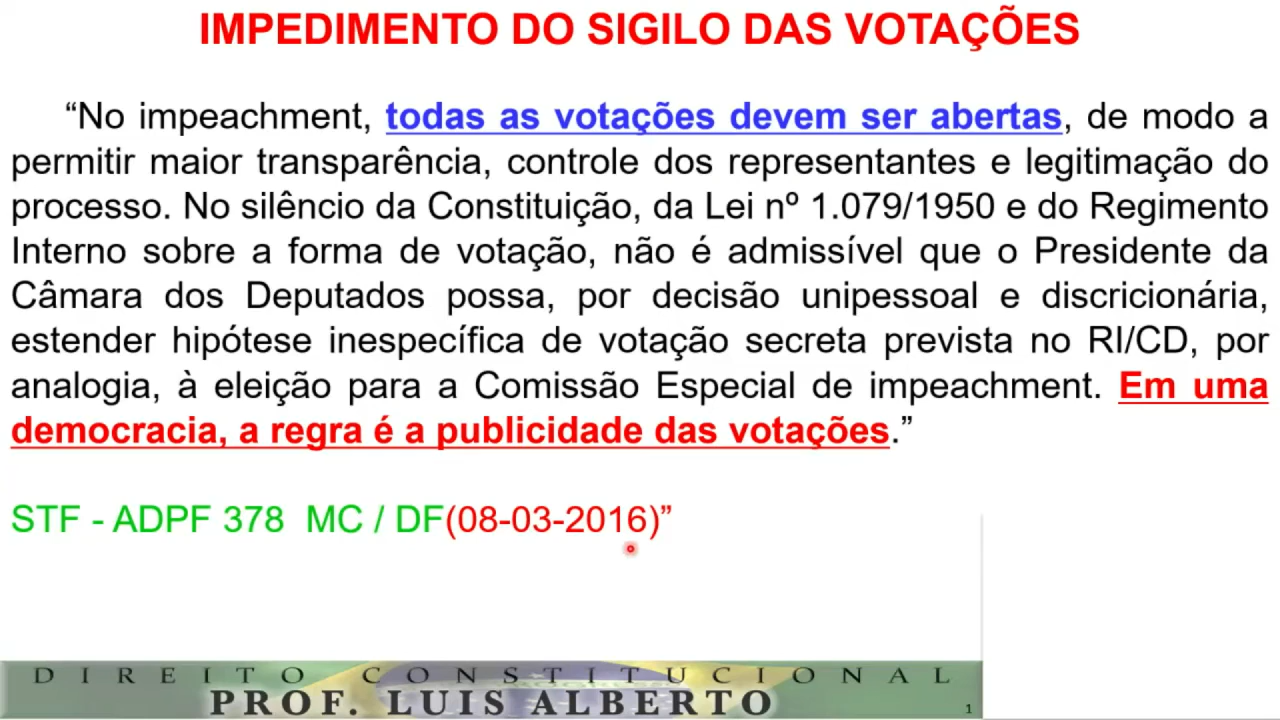 IMPEDIMENTO DO SIGILO DAS VOTAÇÕES
“No impeachment, todas as votações devem ser abertas, de modo a
permitir maior transparência, controle dos representantes e legitimação do
processo. No silêncio da Constituição, da Lei nº 1.079/1950 e do Regimento
Interno sobre a forma de votação, não é admissível que o Presidente da
Câmara dos Deputados possa, por decisão unipessoal e discricionária,
estender hipótese inespecífica de votação secreta prevista no RI/CD, por
analogia, à eleição para a Comissão Especial de impeachment. Em uma
democracia, a regra é a publicidade das votações.”
STF - ADPF 378 MC / DF(08-03-2016)”
DIREITO CONSTITUCIONAL
PROF. LUIS ALBERTO
1